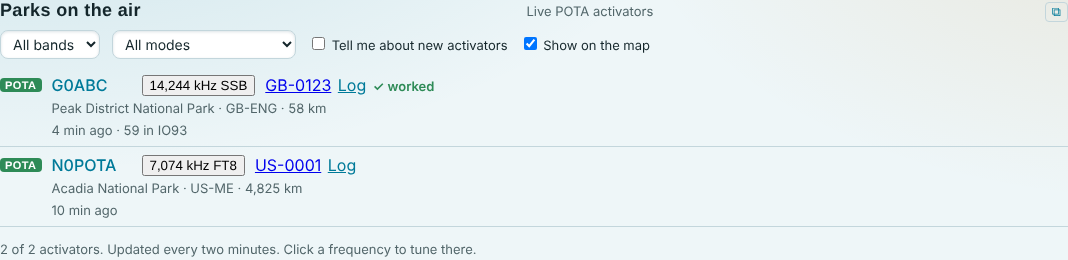 Parks on the air
Live POTA activators
All bands All modes Tell me about new activators Show on the map
POTA G0ABC 14,244 kHz SSB GB-0123 Log ✓ worked
Peak District National Park · GB-ENG · 58 km
4 min ago · 59 in IO93
POTA N0POTA 7,074 kHz FT8 US-0001 Log
Acadia National Park · US-ME · 4,825 km
10 min ago
2 of 2 activators. Updated every two minutes. Click a frequency to tune there.